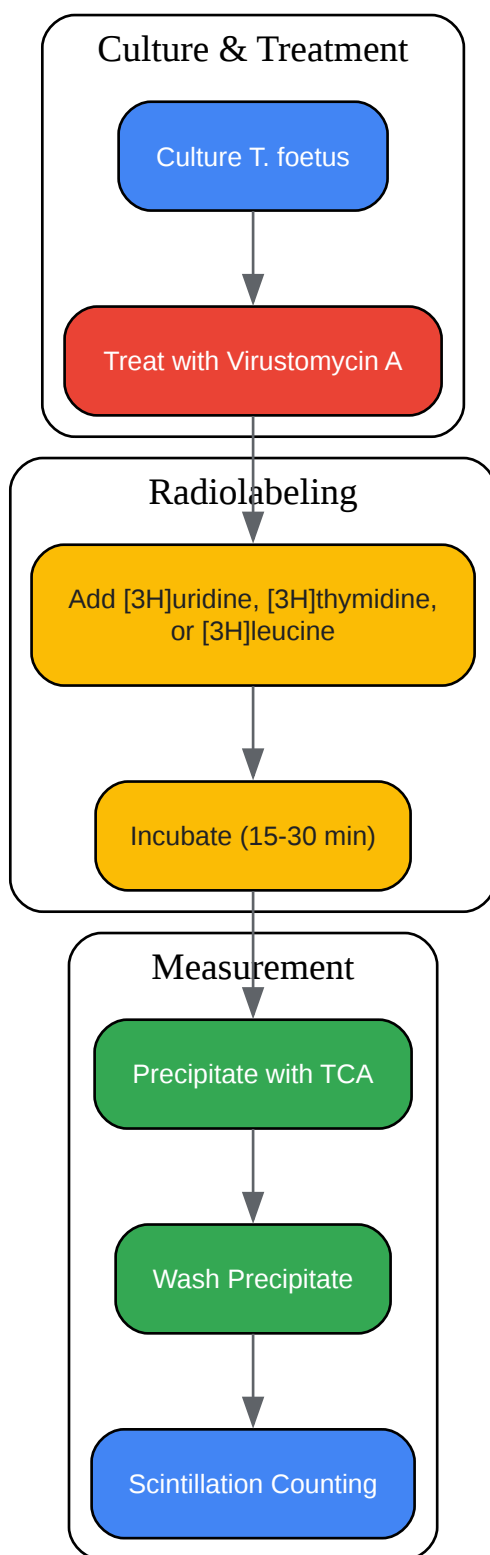 Culture & Treatment
Culture T. foetus
Treat with Virustomycin A
Radiolabeling
Add [3H]uridine, [3H]thymidine,
or [3H]leucine
Incubate (15-30 min)
Measurement
Precipitate with TCA
Wash Precipitate
Scintillation Counting